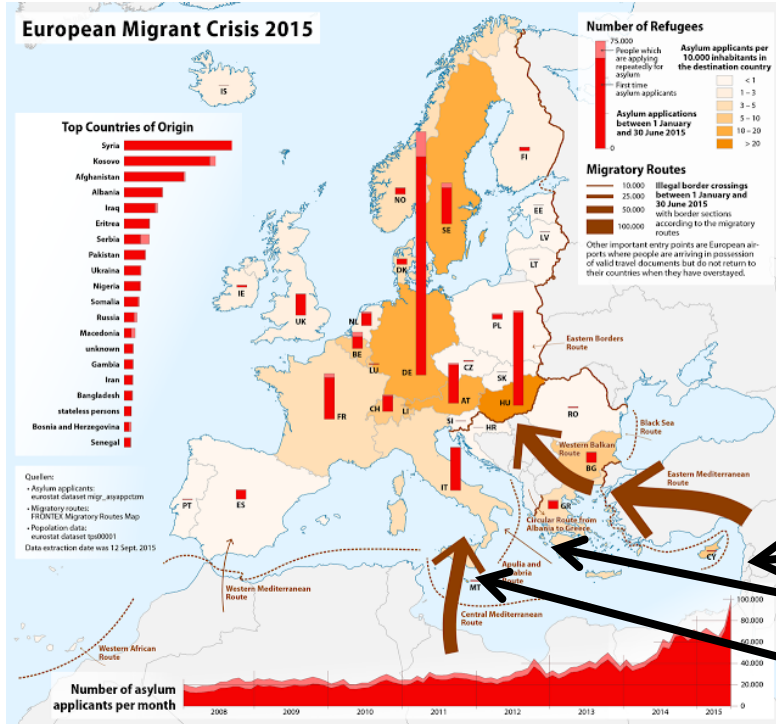 European Migrant Crisis 2015
Number of Refugees
75.000
People which
are applying
repeatedly for
asylum
First time
asylum applicants
Asylum applications
between 1 January
and 30 June 2015
0
Asylum applicants per
10.000 inhabitants in
the destination country
< 1
1 – 3
3 – 5
5 – 10
10 – 20
> 20
Migratory Routes
10.000
25.000
50.000
100.000
Illegal border crossings
between 1 January and
30 June 2015
with border sections
according to the migratory
routes
Other important entry points are European air-
ports where people are arriving in possession
of valid travel documents but do not return to
their countries when they have overstayed.
Top Countries of Origin
Syria
Kosovo
Afghanistan
Albania
Iraq
Eritrea
Serbia
Pakistan
Ukraina
Nigeria
Somalia
Russia
Macedonia
unknown
Gambia
Iran
Bangladesh
stateless persons
Bosnia and Herzegovina
Senegal
Quellen:
• Asylum applicants:
eurostat dataset migr_asyappctzm
• Migratory routes:
FRONTEX Migratory Routes Map
• Popolation data:
eurostat dataset tps00001
Data extraction date was 12 Sept. 2015
IS
FI
NO
SE
EE
LV
LT
DK
IE
UK
NL
PL
BE
LU
DE
CZ
SK
FR
CH
LI
AT
HU
SI
HR
RO
BG
IT
PT
ES
GR
CY
MT
Eastern Borders
Route
Black Sea
Route
Western Balkan
Route
Eastern Mediterranean
Route
Circular Route from
Albania to Greece
Apulia and
Calabria
Route
Central Mediterranean
Route
Western Mediterranean
Route
Western African
Route
Number of asylum
applicants per month
2008
2009
2010
2011
2012
2013
2014
2015
100.000
80.000
60.000
40.000
20.000
0